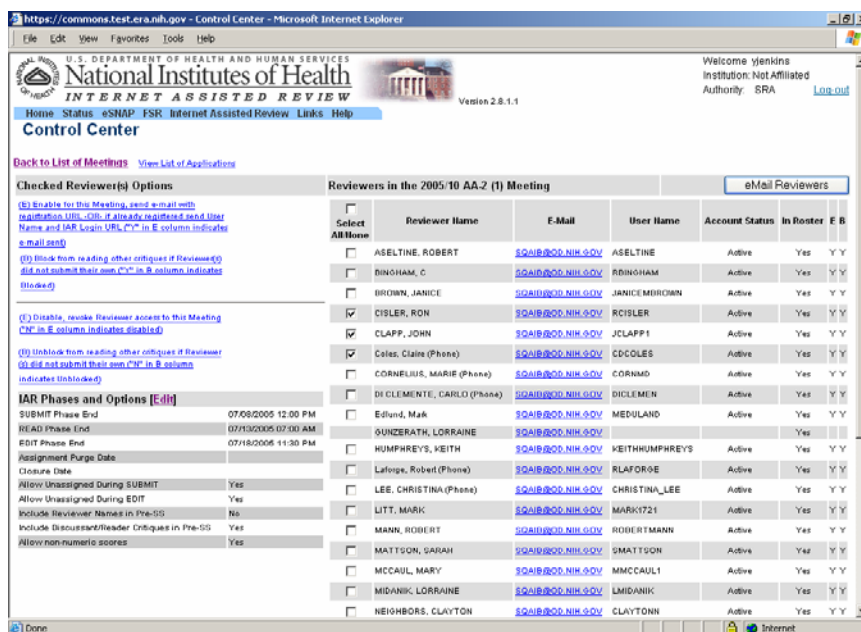 https://commons.test.era.nih.gov - Control Center - Microsoft Internet Explorer
File Edit View Favorites Tools Help
U.S. DEPARTMENT OF HEALTH AND HUMAN SERVICES
National Institutes of Health
INTERNET ASSISTED REVIEW
Version 2.8.1.1
Welcome yjenkins
Institution: Not Affiliated
Authority: SRA Log-out
Home Status eSNAP FSR Internet Assisted Review Links Help
Control Center
Back to List of Meetings View List of Applications
Checked Reviewer(s) Options
(E) Enable for this Meeting, send e-mail with
registration URL -OR- if already registered send User
Name and IAR Login URL ("Y" in E column indicates
e-mail sent)
(B) Block from reading other critiques if Reviewer(s)
did not submit their own ("Y" in B column indicates
Blocked)
(E) Disable, revoke Reviewer access to this Meeting
("N" in E column indicates disabled)
(B) Unblock from reading other critiques if Reviewer
(s) did not submit their own ("N" in B column
indicates Unblocked)
IAR Phases and Options [Edit]
SUBMIT Phase End 07/08/2005 12:00 PM
READ Phase End 07/13/2005 07:00 AM
EDIT Phase End 07/18/2005 11:30 PM
Assignment Purge Date
Closure Date
Allow Unassigned During SUBMIT Yes
Allow Unassigned During EDIT Yes
Include Reviewer Names in Pre-SS No
Include Discussant/Reader Critiques in Pre-SS Yes
Allow non-numeric scores Yes
Reviewers in the 2005/10 AA-2 (1) Meeting eMail Reviewers
Select All/None Reviewer Name E-Mail User Name Account Status In Roster E B
ASELTINE, ROBERT SQAIB@OD.NIH.GOV ASELTINE Active Yes Y Y
BINGHAM, C SQAIB@OD.NIH.GOV RBINGHAM Active Yes Y Y
BROWN, JANICE SQAIB@OD.NIH.GOV JANICEMBROWN Active Yes Y Y
CISLER, RON SQAIB@OD.NIH.GOV RCISLER Active Yes Y Y
CLAPP, JOHN SQAIB@OD.NIH.GOV JCLAPP1 Active Yes Y Y
Coles, Claire (Phone) SQAIB@OD.NIH.GOV CDCOLES Active Yes Y Y
CORNELIUS, MARIE (Phone) SQAIB@OD.NIH.GOV CORNMD Active Yes Y Y
DI CLEMENTE, CARLO (Phone) SQAIB@OD.NIH.GOV DICLEMEN Active Yes Y Y
Edlund, Mark SQAIB@OD.NIH.GOV MEDULAND Active Yes Y Y
GUNZERATH, LORRAINE Yes
HUMPHREYS, KEITH SQAIB@OD.NIH.GOV KEITHHUMPHREYS Active Yes Y Y
Laforge, Robert (Phone) SQAIB@OD.NIH.GOV RLAFORGE Active Yes Y Y
LEE, CHRISTINA (Phone) SQAIB@OD.NIH.GOV CHRISTINA_LEE Active Yes Y Y
LITT, MARK SQAIB@OD.NIH.GOV MARK1721 Active Yes Y Y
MANN, ROBERT SQAIB@OD.NIH.GOV ROBERTMANN Active Yes Y Y
MATTSON, SARAH SQAIB@OD.NIH.GOV SMATTSON Active Yes Y Y
MCCAUL, MARY SQAIB@OD.NIH.GOV MMCCAUL1 Active Yes Y Y
MIDANIK, LORRAINE SQAIB@OD.NIH.GOV LMIDANIK Active Yes Y Y
NEIGHBORS, CLAYTON SQAIB@OD.NIH.GOV CLAYTONN Active Yes Y Y
Done Internet